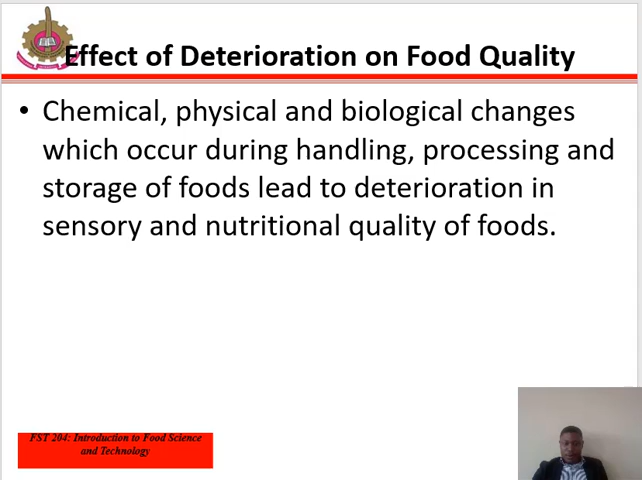 Effect of Deterioration on Food Quality
• Chemical, physical and biological changes
which occur during handling, processing and
storage of foods lead to deterioration in
sensory and nutritional quality of foods.
FST 204: Introduction to Food Science
and Technology